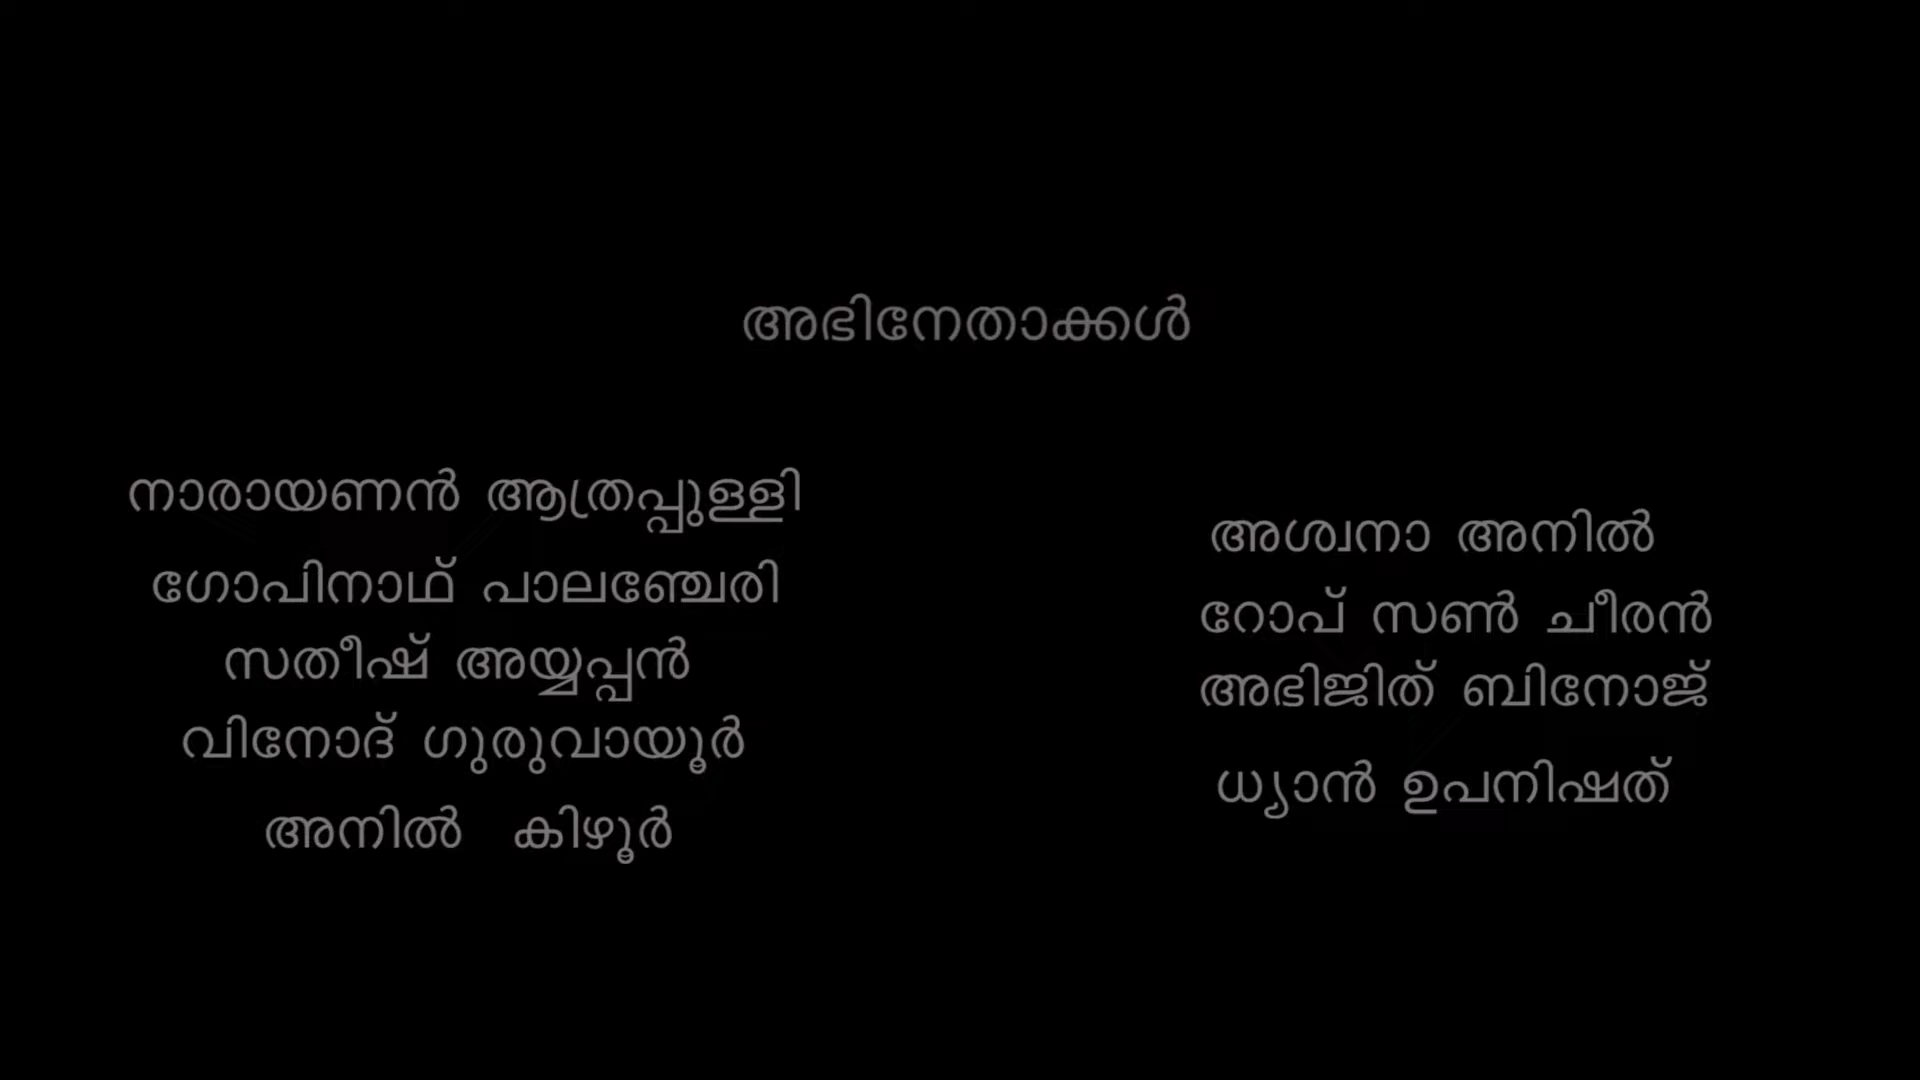 അഭിനേതാക്കൾ
നാരായണൻ ആത്രപ്പുള്ളി
ഗോപിനാഥ് പാലഞ്ചേരി
സതീഷ് അയ്യപ്പൻ
വിനോദ് ഗുരുവായൂർ
അനിൽ കിഴൂർ
അശ്വനാ അനിൽ
റോപ് സൺ ചീരൻ
അഭിജിത് ബിനോജ്
ധ്യാൻ ഉപനിഷത്